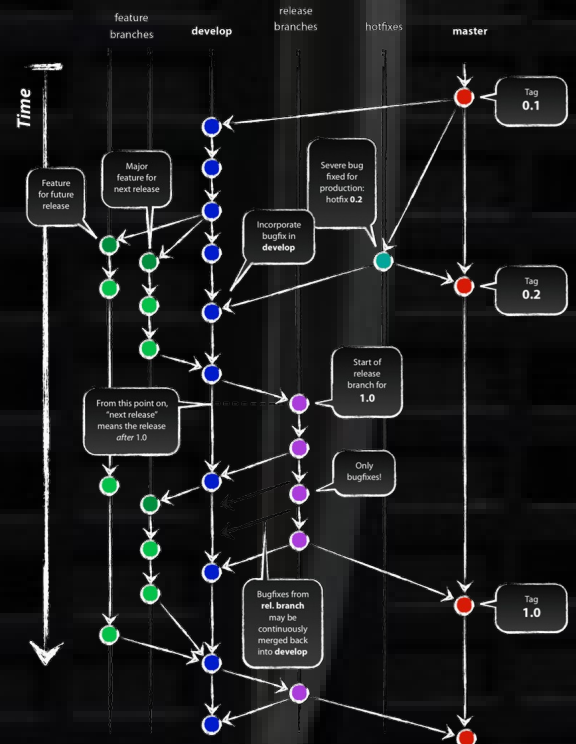 feature
branches
develop
release
branches
hotfixes
master
Time
Tag
0.1
Feature
for future
release
Major
feature for
next release
Severe bug
fixed for
production:
hotfix 0.2
Incorporate
bugfix in
develop
Tag
0.2
Start of
release
branch for
1.0
From this point on,
“next release”
means the release
after 1.0
Only
bugfixes!
Bugfixes from
rel. branch
may be
continuously
merged back
into develop
Tag
1.0